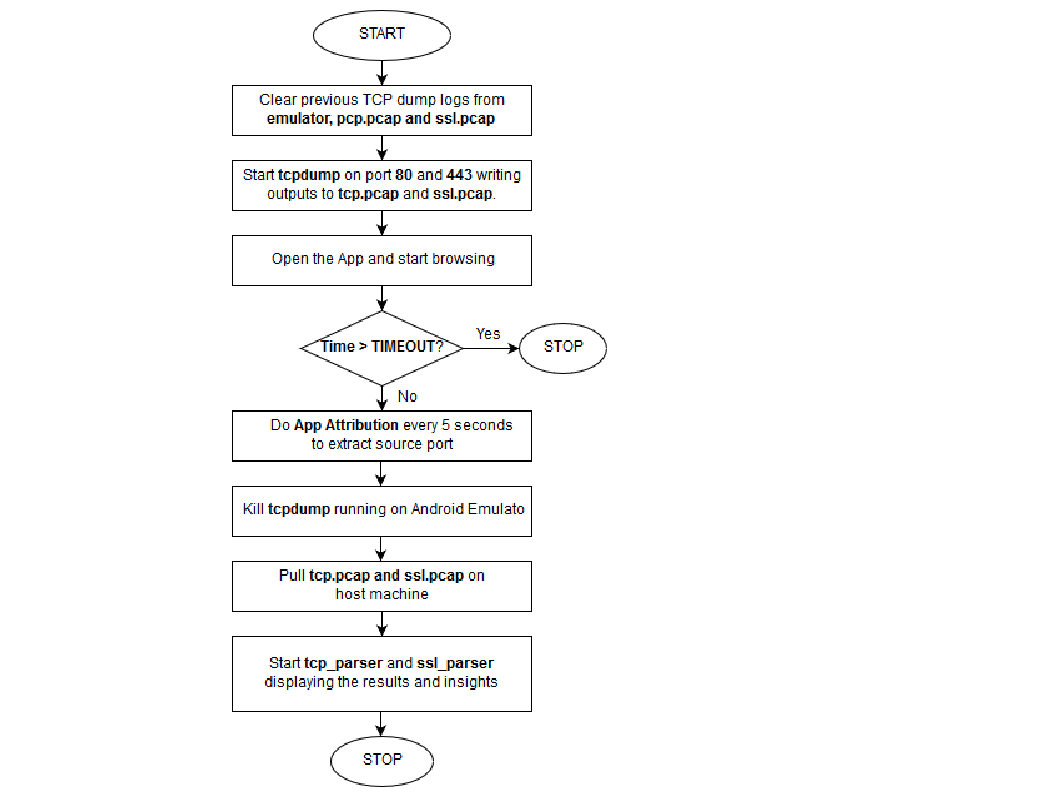 START
Clear previous TCP dump logs from
emulator, pcp.pcap and ssl.pcap
Start tcpdump on port 80 and 443 writing
outputs to tcp.pcap and ssl.pcap.
Open the App and start browsing
Time > TIMEOUT?
Yes
STOP
No
Do App Attribution every 5 seconds
to extract source port
Kill tcpdump running on Android Emulato
Pull tcp.pcap and ssl.pcap on
host machine
Start tcp_parser and ssl_parser
displaying the results and insights
STOP